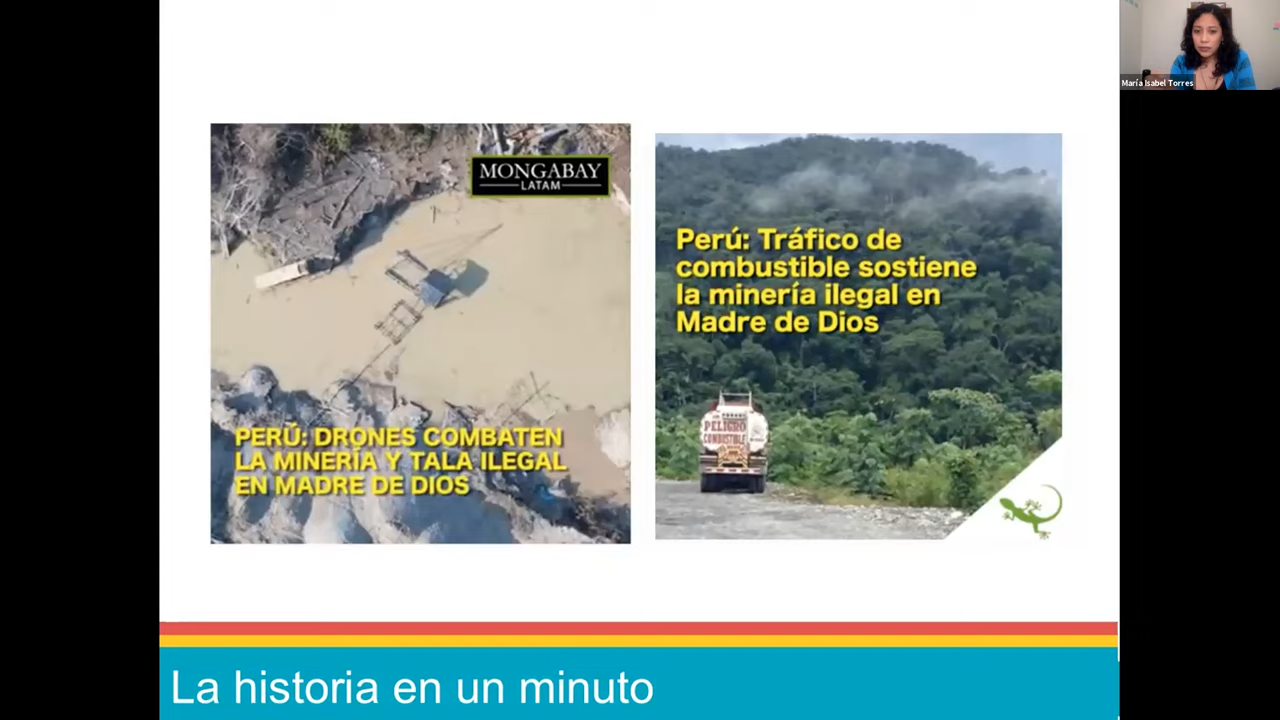 María Isabel Torres
MONGABAY
LATAM
PERÚ: DRONES COMBATEN
LA MINERÍA Y TALA ILEGAL
EN MADRE DE DIOS
Perú: Tráfico de
combustible sostiene
la minería ilegal en
Madre de Dios
PELIGRO
COMBUSTIBLE
La historia en un minuto